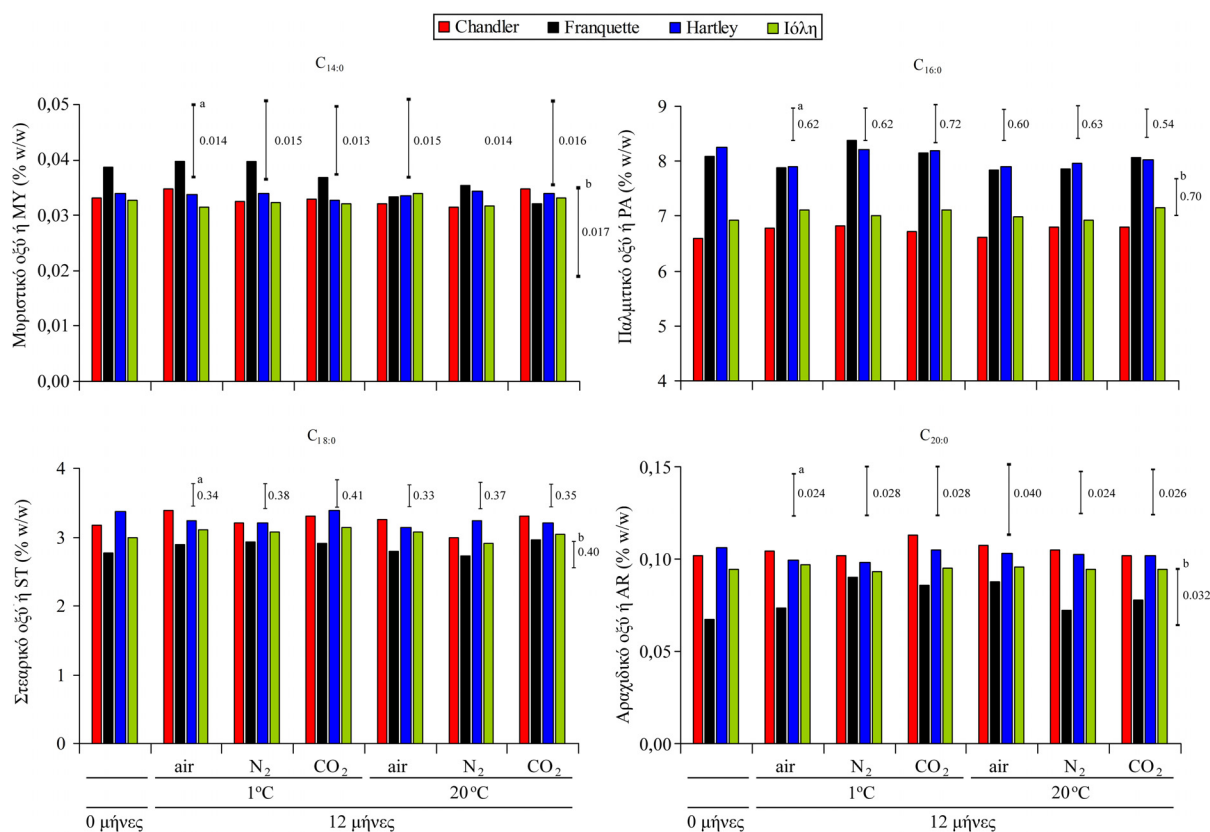 Chandler Franquette Hartley Ιόλη
C14:0
Μυριστικό οξύ ή MY (% w/w)
0,05
0,04
0,03
0,02
0,01
0,00
a
0.014
0.015
0.013
0.015
0.014
0.016
b
0.017
C16:0
Παλμιτικό οξύ ή PA (% w/w)
9
8
7
6
5
4
a
0.62
0.62
0.72
0.60
0.63
0.54
b
0.70
C18:0
Στεαρικό οξύ ή ST (% w/w)
4
3
2
1
0
a
0.34
0.38
0.41
0.33
0.37
0.35
b
0.40
air N2 CO2 air N2 CO2
1ºC 20ºC
0 μήνες 12 μήνες
C20:0
Αραχιδικό οξύ ή AR (% w/w)
0,15
0,10
0,05
0,00
a
0.024
0.028
0.028
0.040
0.024
0.026
b
0.032
air N2 CO2 air N2 CO2
1ºC 20ºC
0 μήνες 12 μήνες